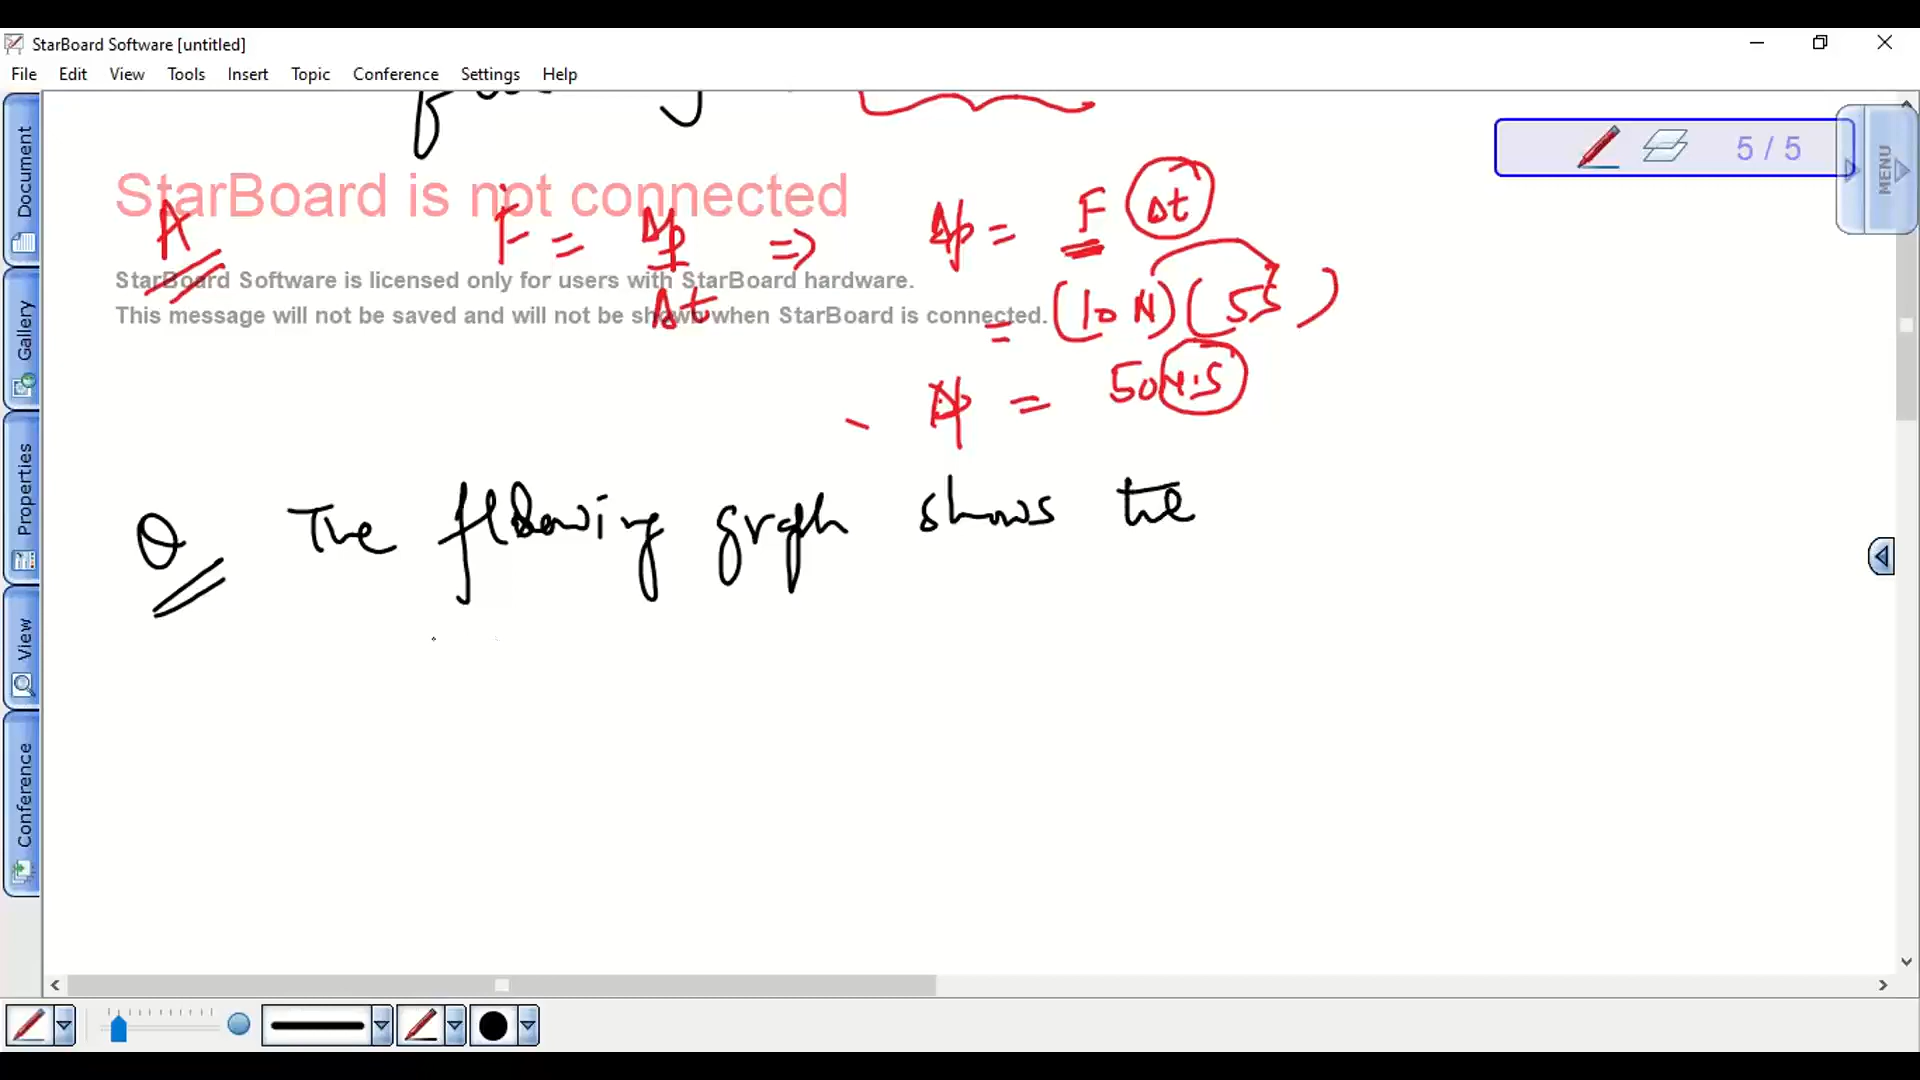 StarBoard Software [untitled]
File Edit View Tools Insert Topic Conference Settings Help
5 / 5
MENU
Document
Gallery
Properties
View
Conference
StarBoard is not connected
StarBoard Software is licensed only for users with StarBoard hardware.
This message will not be saved and will not be shown when StarBoard is connected.
A F = Δp / Δt => Δp = F Δt
= (10 N) (5 s)
Δp = 50 N.S
Q The following graph shows the